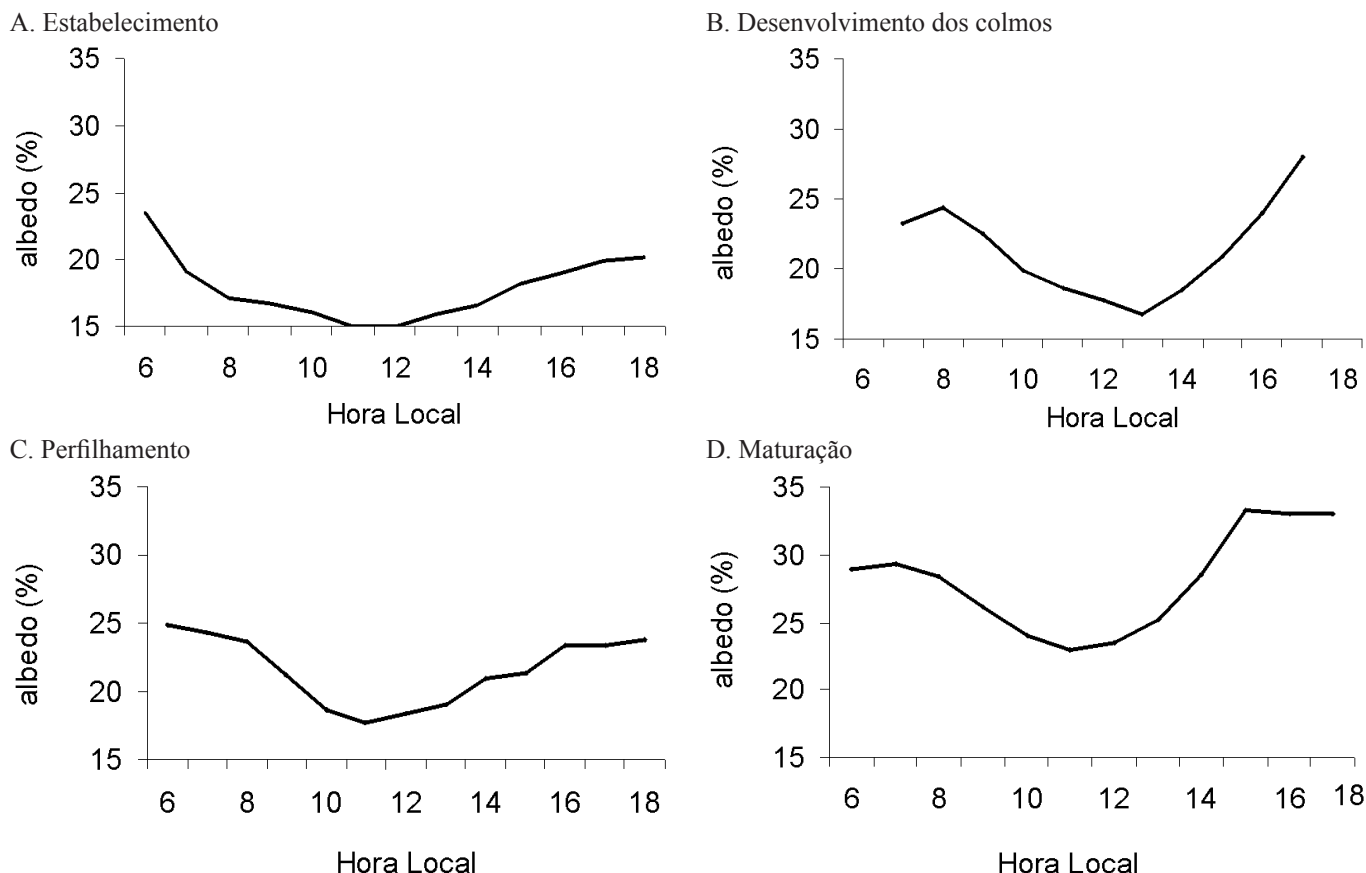 A. Estabelecimento
35
30
25
20
15
albedo (%)
6 8 10 12 14 16 18
Hora Local
B. Desenvolvimento dos colmos
35
30
25
20
15
albedo (%)
6 8 10 12 14 16 18
Hora Local
C. Perfilhamento
35
30
25
20
15
albedo (%)
6 8 10 12 14 16 18
Hora Local
D. Maturação
35
30
25
20
15
albedo (%)
6 8 10 12 14 16 18
Hora Local